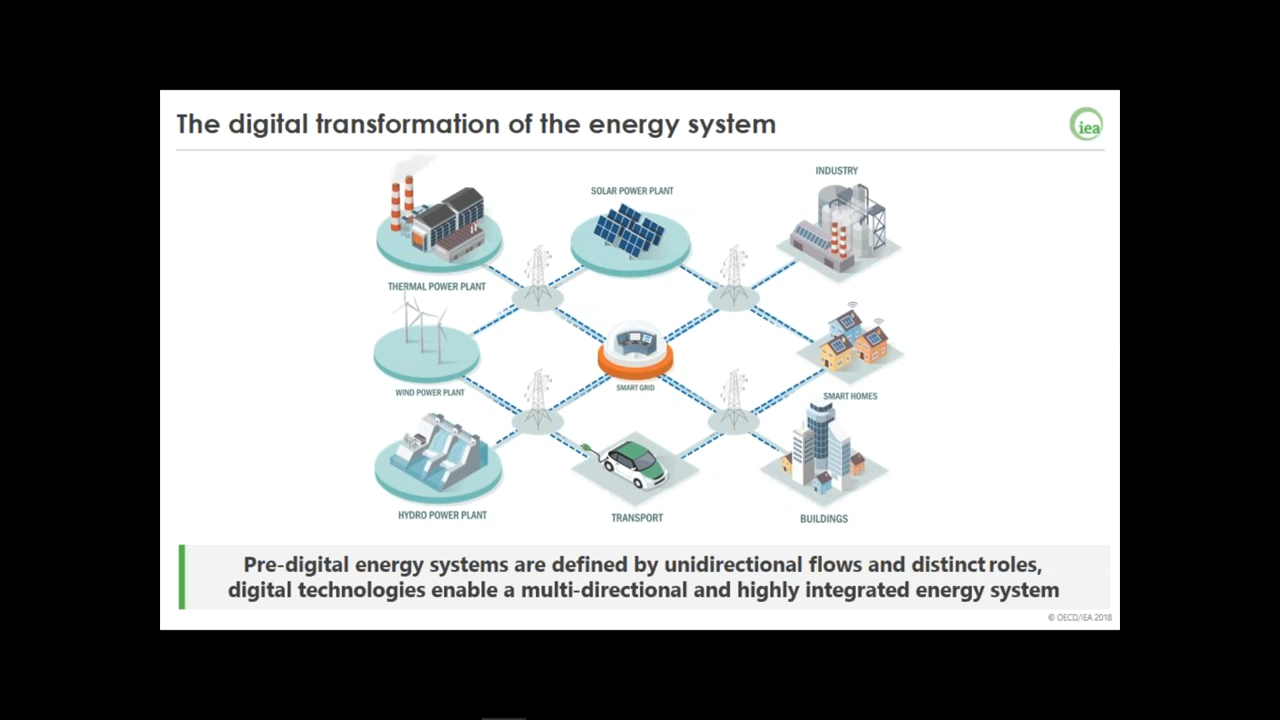 The digital transformation of the energy system
iea
INDUSTRY
SOLAR POWER PLANT
THERMAL POWER PLANT
WIND POWER PLANT
SMART GRID
SMART HOMES
HYDRO POWER PLANT
TRANSPORT
BUILDINGS
Pre-digital energy systems are defined by unidirectional flows and distinct roles,
digital technologies enable a multi-directional and highly integrated energy system
© OECD/IEA 2018